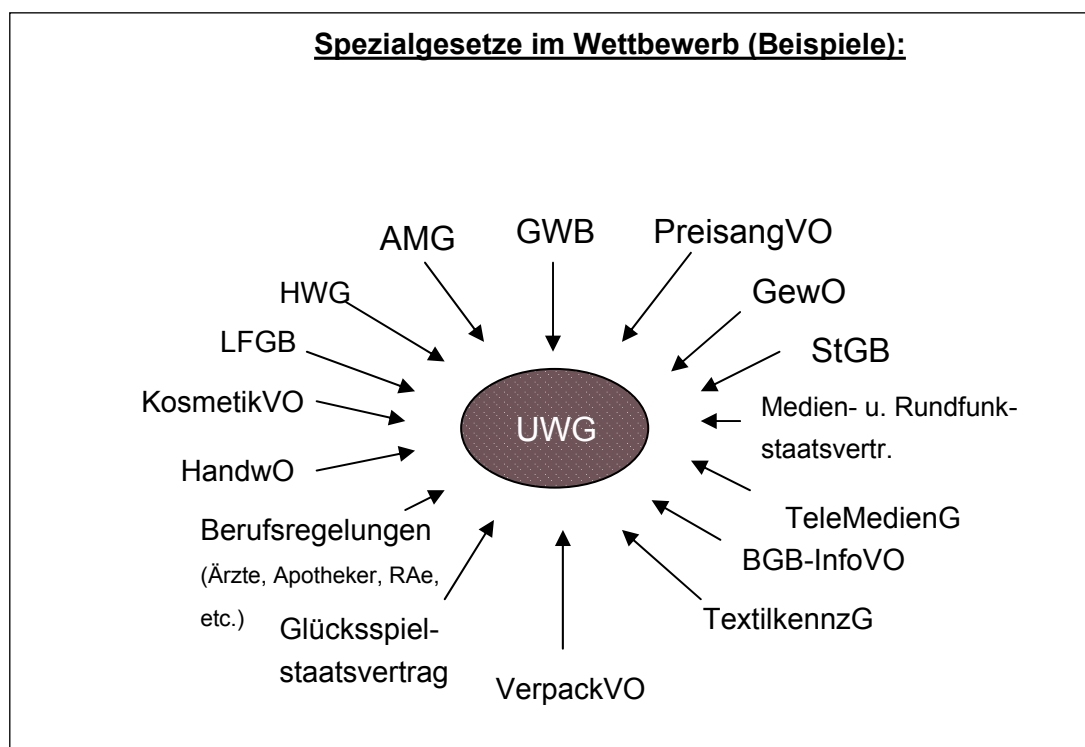 Spezialgesetze im Wettbewerb (Beispiele):
AMG
GWB
PreisangVO
HWG
GewO
LFGB
StGB
KosmetikVO
Medien- u. Rundfunk-
staatsvertr.
UWG
HandwO
TeleMedienG
Berufsregelungen
(Ärzte, Apotheker, RAe,
etc.)
BGB-InfoVO
Glücksspiel-
staatsvertrag
TextilkennzG
VerpackVO